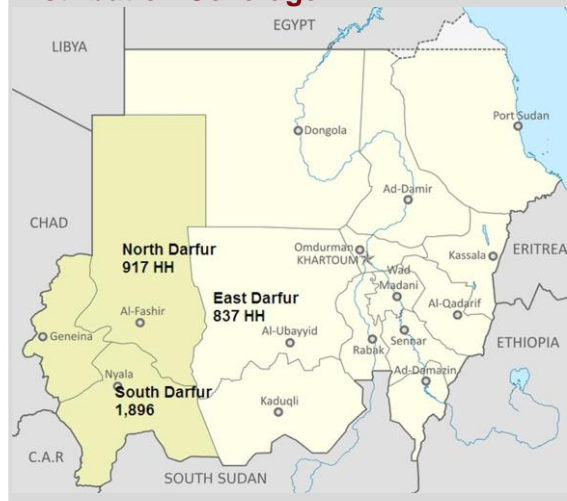 EGYPT
LIBYA
Port Sudan
Dongola
Ad-Damir
CHAD
North Darfur
917 HH
Omdurman
KHARTOUM
Kassala
ERITREA
East Darfur
837 HH
Wad
Madani
Al-Qadarif
Al-Fashir
Geneina
Al-Ubayyid
Rabak
Sennar
ETHIOPIA
Nyala
Ad-Damazin
South Darfur
1,896
Kaduqli
C.A.R
SOUTH SUDAN